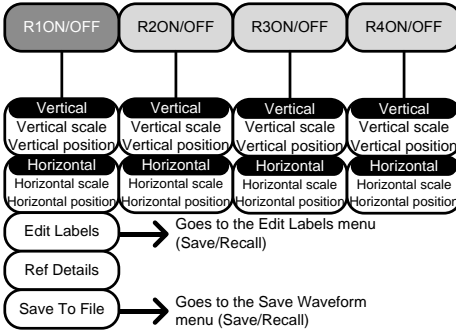 R1ON/OFF R2ON/OFF R3ON/OFF R4ON/OFF
Vertical Vertical Vertical Vertical
Vertical scale Vertical scale Vertical scale Vertical scale
Vertical position Vertical position Vertical position Vertical position
Horizontal Horizontal Horizontal Horizontal
Horizontal scale Horizontal scale Horizontal scale Horizontal scale
Horizontal position Horizontal position Horizontal position Horizontal position
Edit Labels Goes to the Edit Labels menu
(Save/Recall)
Ref Details
Save To File Goes to the Save Waveform
menu (Save/Recall)